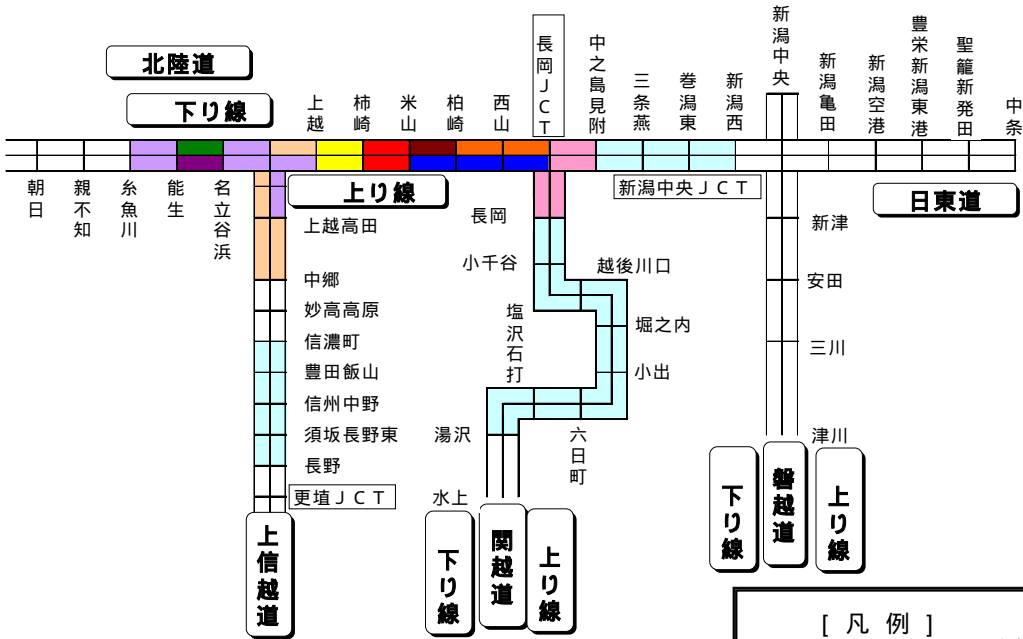 北陸道
下り線
上越
柿崎
米山
柏崎
西山
長岡ＪＣＴ
中之島見附
三条燕
巻潟東
新潟西
新潟中央
新潟亀田
新潟空港
豊栄新潟東港
聖籠新発田
中条
朝日
親不知
糸魚川
能生
名立谷浜
上り線
新潟中央ＪＣＴ
日東道
上越高田
中郷
妙高高原
信濃町
豊田飯山
信州中野
須坂長野東
長野
更埴ＪＣＴ
上信越道
長岡
小千谷
越後川口
堀之内
小出
六日町
塩沢石打
湯沢
水上
下り線
関越道
上り線
新津
安田
三川
津川
下り線
磐越道
上り線
[ 凡 例 ]